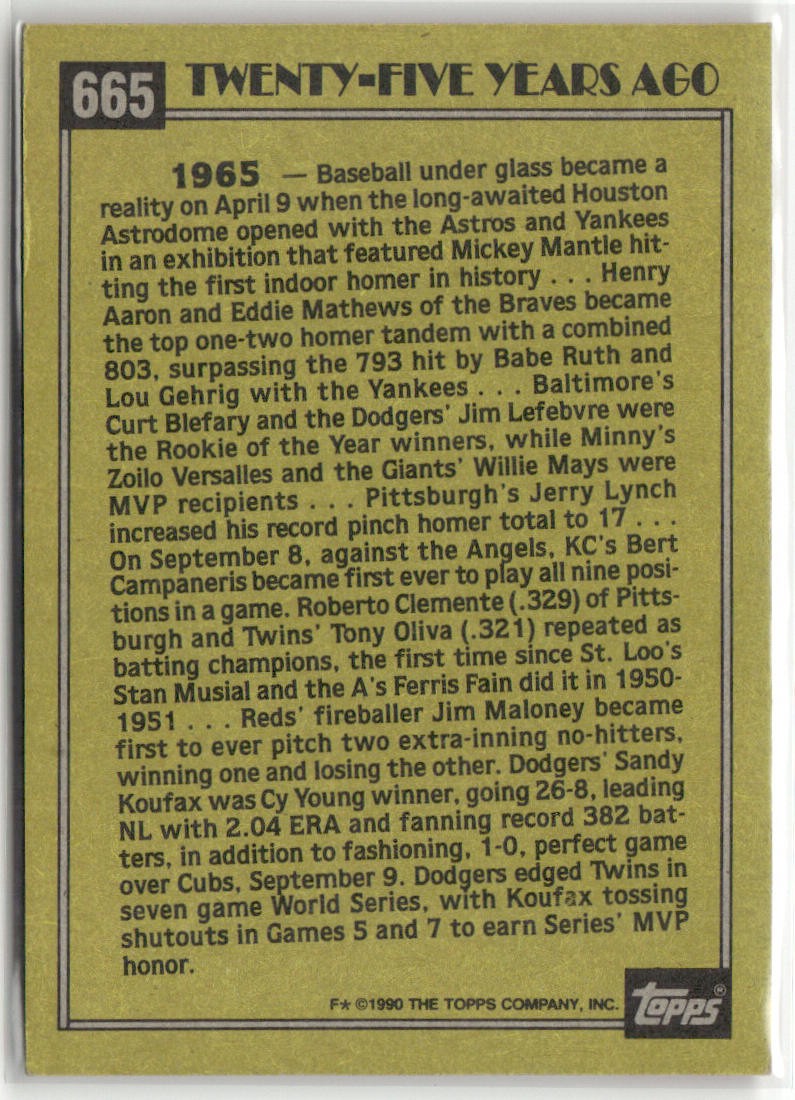 665 TWENTY-FIVE YEARS AGO
1965 — Baseball under glass became a
reality on April 9 when the long-awaited Houston
Astrodome opened with the Astros and Yankees
in an exhibition that featured Mickey Mantle hit-
ting the first indoor homer in history . . . Henry
Aaron and Eddie Mathews of the Braves became
the top one-two homer tandem with a combined
803, surpassing the 793 hit by Babe Ruth and
Lou Gehrig with the Yankees . . . Baltimore's
Curt Blefary and the Dodgers' Jim Lefebvre were
the Rookie of the Year winners, while Minny's
Zoilo Versalles and the Giants' Willie Mays were
MVP recipients . . . Pittsburgh's Jerry Lynch
increased his record pinch homer total to 17 . . .
On September 8, against the Angels, KC's Bert
Campaneris became first ever to play all nine posi-
tions in a game. Roberto Clemente (.329) of Pitts-
burgh and Twins' Tony Oliva (.321) repeated as
batting champions, the first time since St. Loo's
Stan Musial and the A's Ferris Fain did it in 1950-
1951 . . . Reds' fireballer Jim Maloney became
first to ever pitch two extra-inning no-hitters,
winning one and losing the other. Dodgers' Sandy
Koufax was Cy Young winner, going 26-8, leading
NL with 2.04 ERA and fanning record 382 bat-
ters, in addition to fashioning, 1-0, perfect game
over Cubs, September 9. Dodgers edged Twins in
seven game World Series, with Koufax tossing
shutouts in Games 5 and 7 to earn Series' MVP
honor.
F★ ©1990 THE TOPPS COMPANY, INC. topps®